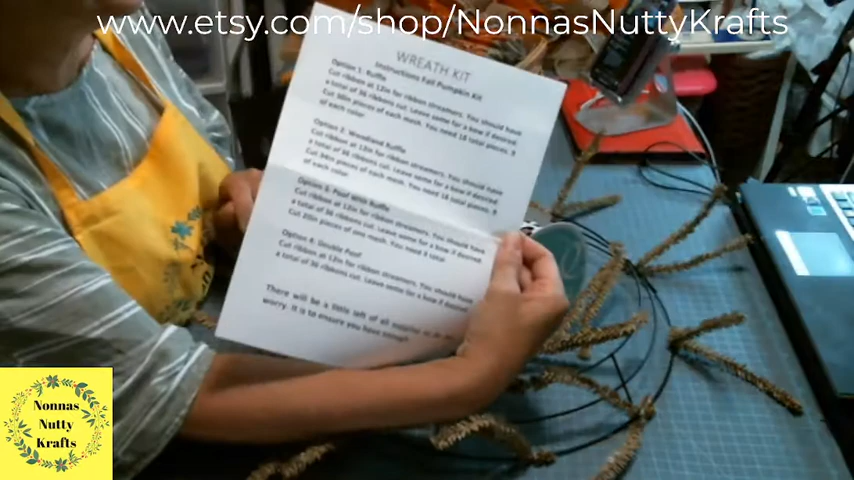 www.etsy.com/shop/NonnasNuttyKrafts
WREATH KIT
Instructions Fall Pumpkin Kit
Option 1: Ruffle
Cut ribbon at 12in for ribbon streamers. You should have
a total of 36 ribbons cut. Leave some for a bow if desired
Cut 30in pieces of each mesh. You need 18 total pieces.
of each color
Option 2: Woodland Ruffle
Cut ribbon at 12in for ribbon streamers. You should have
a total of 36 ribbons cut. Leave some for a bow if desired
Cut pieces of each mesh. You need 18 total pieces.
of each color
Option 3: Poof With Ruffle
Cut ribbon at 12in for ribbon streamers. You should have
a total of 36 ribbons cut. Leave some for a bow if desired
Cut 20in pieces of one mesh. You need total
Option 4: Double Poof
Cut ribbon at 12in for ribbon streamers. You should have
a total of 36 ribbons cut. Leave some for a bow if desired
There will be a little left of all
worry. It is to ensure you have enough
Nonnas
Nutty
Krafts